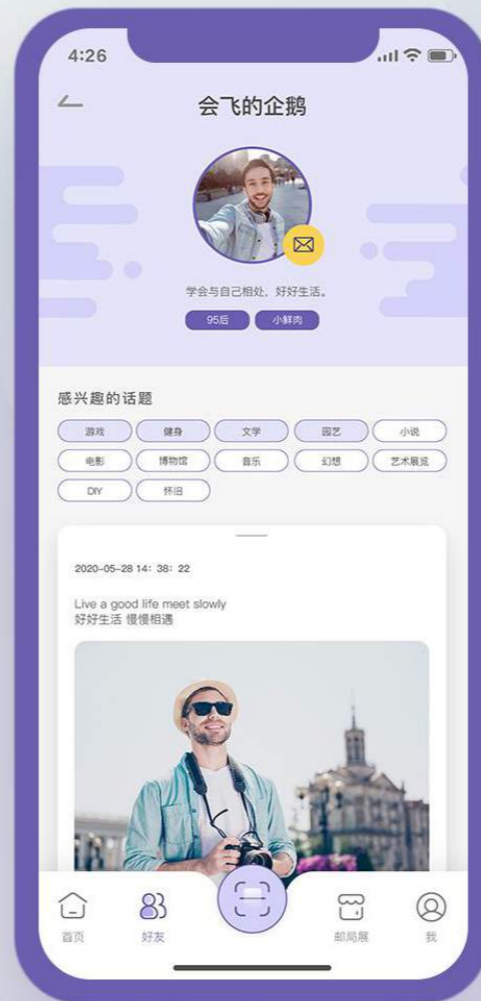 4:26
会飞的企鹅
学会与自己相处，好好生活。
95后 小鲜肉
感兴趣的话题
游戏 健身 文学 园艺 小说
电影 博物馆 音乐 幻想 艺术展览
DIY 怀旧
2020-05-28 14：38：22
Live a good life meet slowly
好好生活 慢慢相遇
首页 好友 邮局展 我